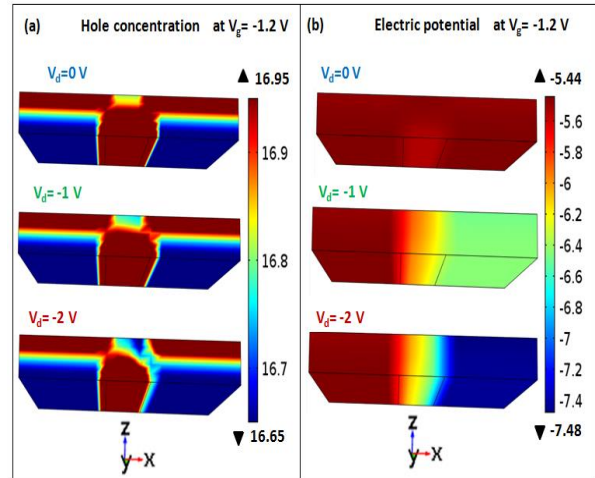 (a) Hole concentration at Vg= -1.2 V
Vd=0 V
16.95
16.9
Vd= -1 V
16.8
Vd= -2 V
16.7
16.65
z
y
x
(b) Electric potential at Vg= -1.2 V
Vd=0 V
-5.44
-5.6
-5.8
Vd= -1 V
-6
-6.2
-6.4
-6.6
Vd= -2 V
-6.8
-7
-7.2
-7.4
-7.48
z
y
x